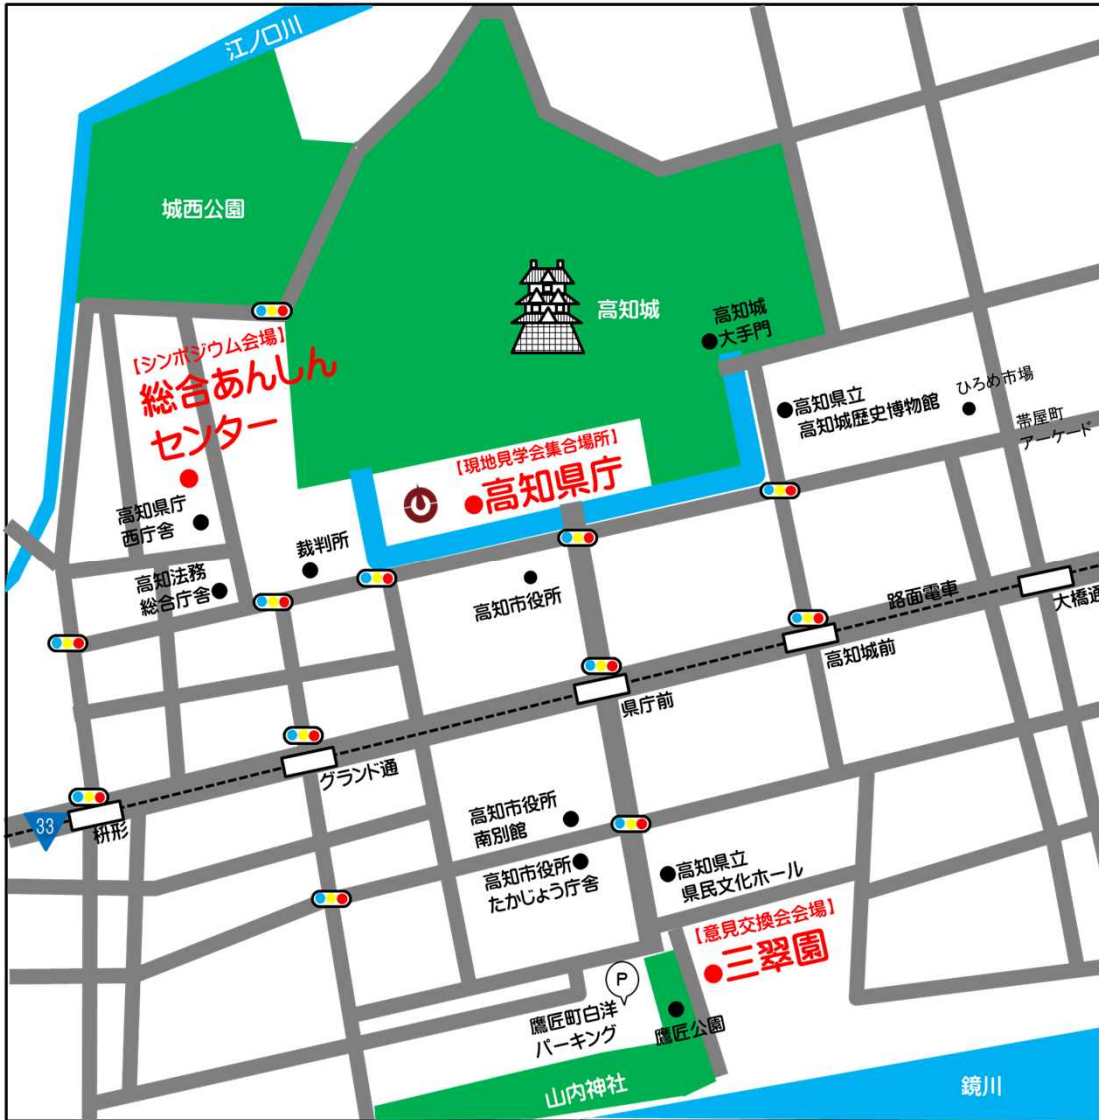 江ノ口川
城西公園
高知城
高知城
大手門
【シンポジウム会場】
総合あんしん
センター
高知県立
高知城歴史博物館
ひろめ市場
帯屋町
アーケード
【現地見学会集合場所】
高知県庁
高知県庁
西庁舎
裁判所
高知法務
総合庁舎
高知市役所
路面電車
大橋通
高知城前
県庁前
グランド通
33
枡形
高知市役所
南別館
高知市役所
たかじょう庁舎
高知県立
県民文化ホール
【意見交換会会場】
三翠園
P
鷹匠町白洋
パーキング
鷹匠公園
山内神社
鏡川